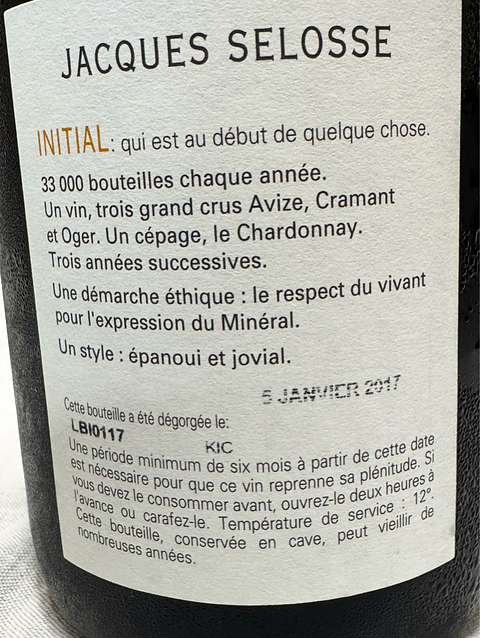 JACQUES SELOSSE
INITIAL: qui est au début de quelque chose.
33 000 bouteilles chaque année.
Un vin, trois grand crus Avize, Cramant
et Oger. Un cépage, le Chardonnay.
Trois années successives.
Une démarche éthique : le respect du vivant
pour l'expression du Minéral.
Un style : épanoui et jovial.
5 JANVIER 2017
Cette bouteille a été dégorgée le:
LBI0117
KIC
Une période minimum de six mois à partir de cette date
est nécessaire pour que ce vin reprenne sa plénitude. Si
vous devez le consommer avant, ouvrez-le deux heures à
l'avance ou carafez-le. Température de service : 12°.
Cette bouteille, conservée en cave, peut vieillir de
nombreuses années.